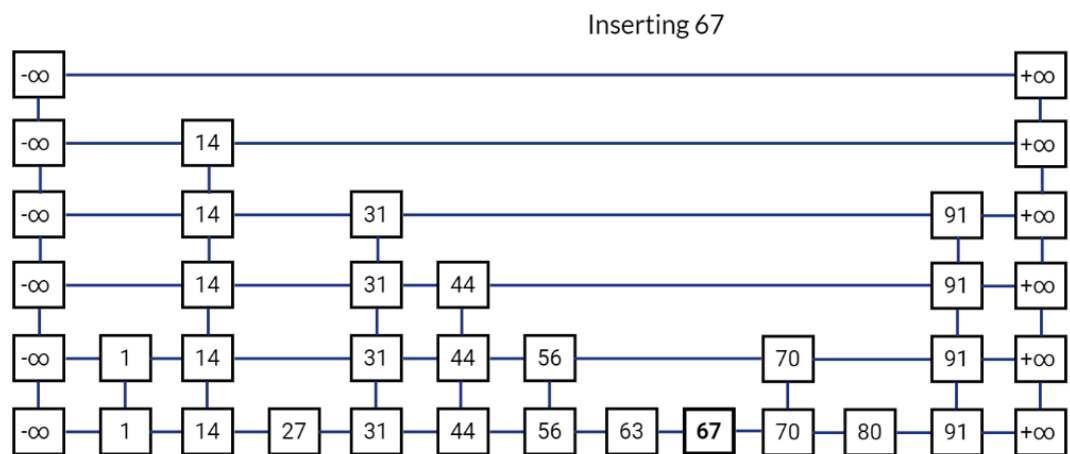 Inserting 67
-∞ +∞
-∞ 14 +∞
-∞ 14 31 91 +∞
-∞ 14 31 44 91 +∞
-∞ 1 14 31 44 56 70 91 +∞
-∞ 1 14 27 31 44 56 63 67 70 80 91 +∞